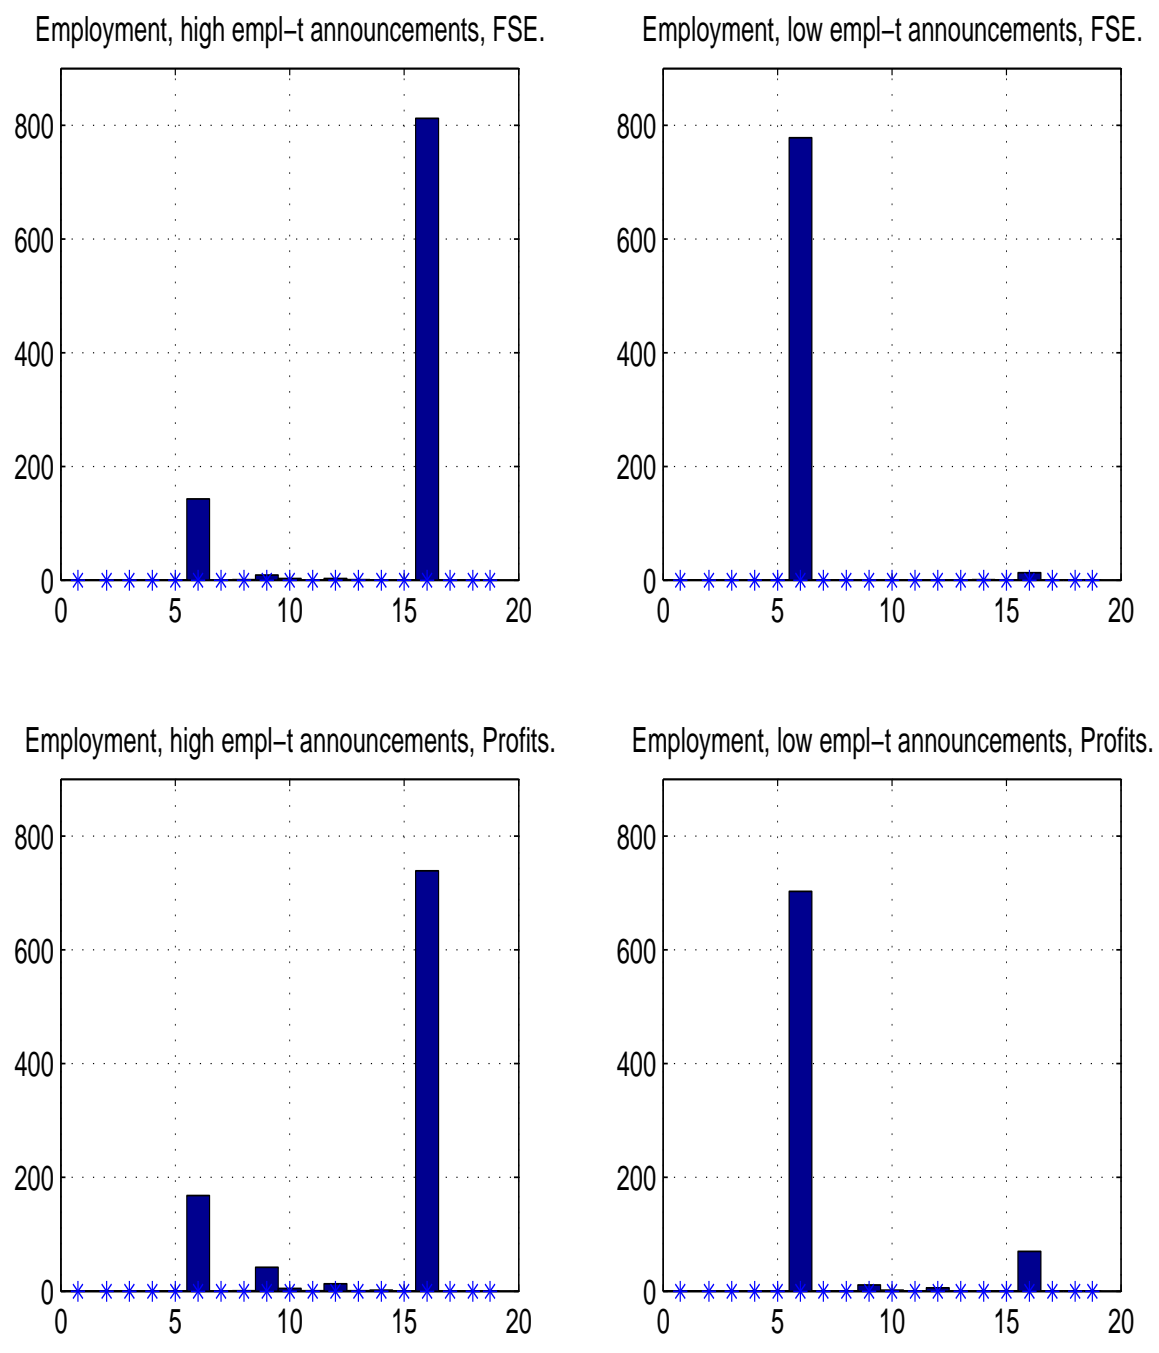 Employment, high empl−t announcements, FSE.
Employment, low empl−t announcements, FSE.
800
600
400
200
0
0 5 10 15 20
800
600
400
200
0
0 5 10 15 20
Employment, high empl−t announcements, Profits.
Employment, low empl−t announcements, Profits.
800
600
400
200
0
0 5 10 15 20
800
600
400
200
0
0 5 10 15 20